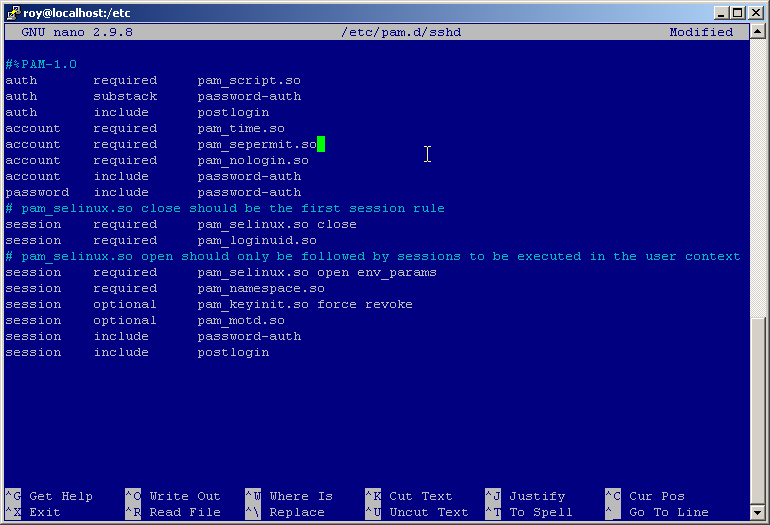 roy@localhost:/etc
GNU nano 2.9.8 /etc/pam.d/sshd Modified
#%PAM-1.0
auth required pam_script.so
auth substack password-auth
auth include postlogin
account required pam_time.so
account required pam_sepermit.so
account required pam_nologin.so
account include password-auth
password include password-auth
# pam_selinux.so close should be the first session rule
session required pam_selinux.so close
session required pam_loginuid.so
# pam_selinux.so open should only be followed by sessions to be executed in the user context
session required pam_selinux.so open env_params
session required pam_namespace.so
session optional pam_keyinit.so force revoke
session optional pam_motd.so
session include password-auth
session include postlogin
^G Get Help ^O Write Out ^W Where Is ^K Cut Text ^J Justify ^C Cur Pos
^X Exit ^R Read File ^\ Replace ^U Uncut Text ^T To Spell ^_ Go To Line